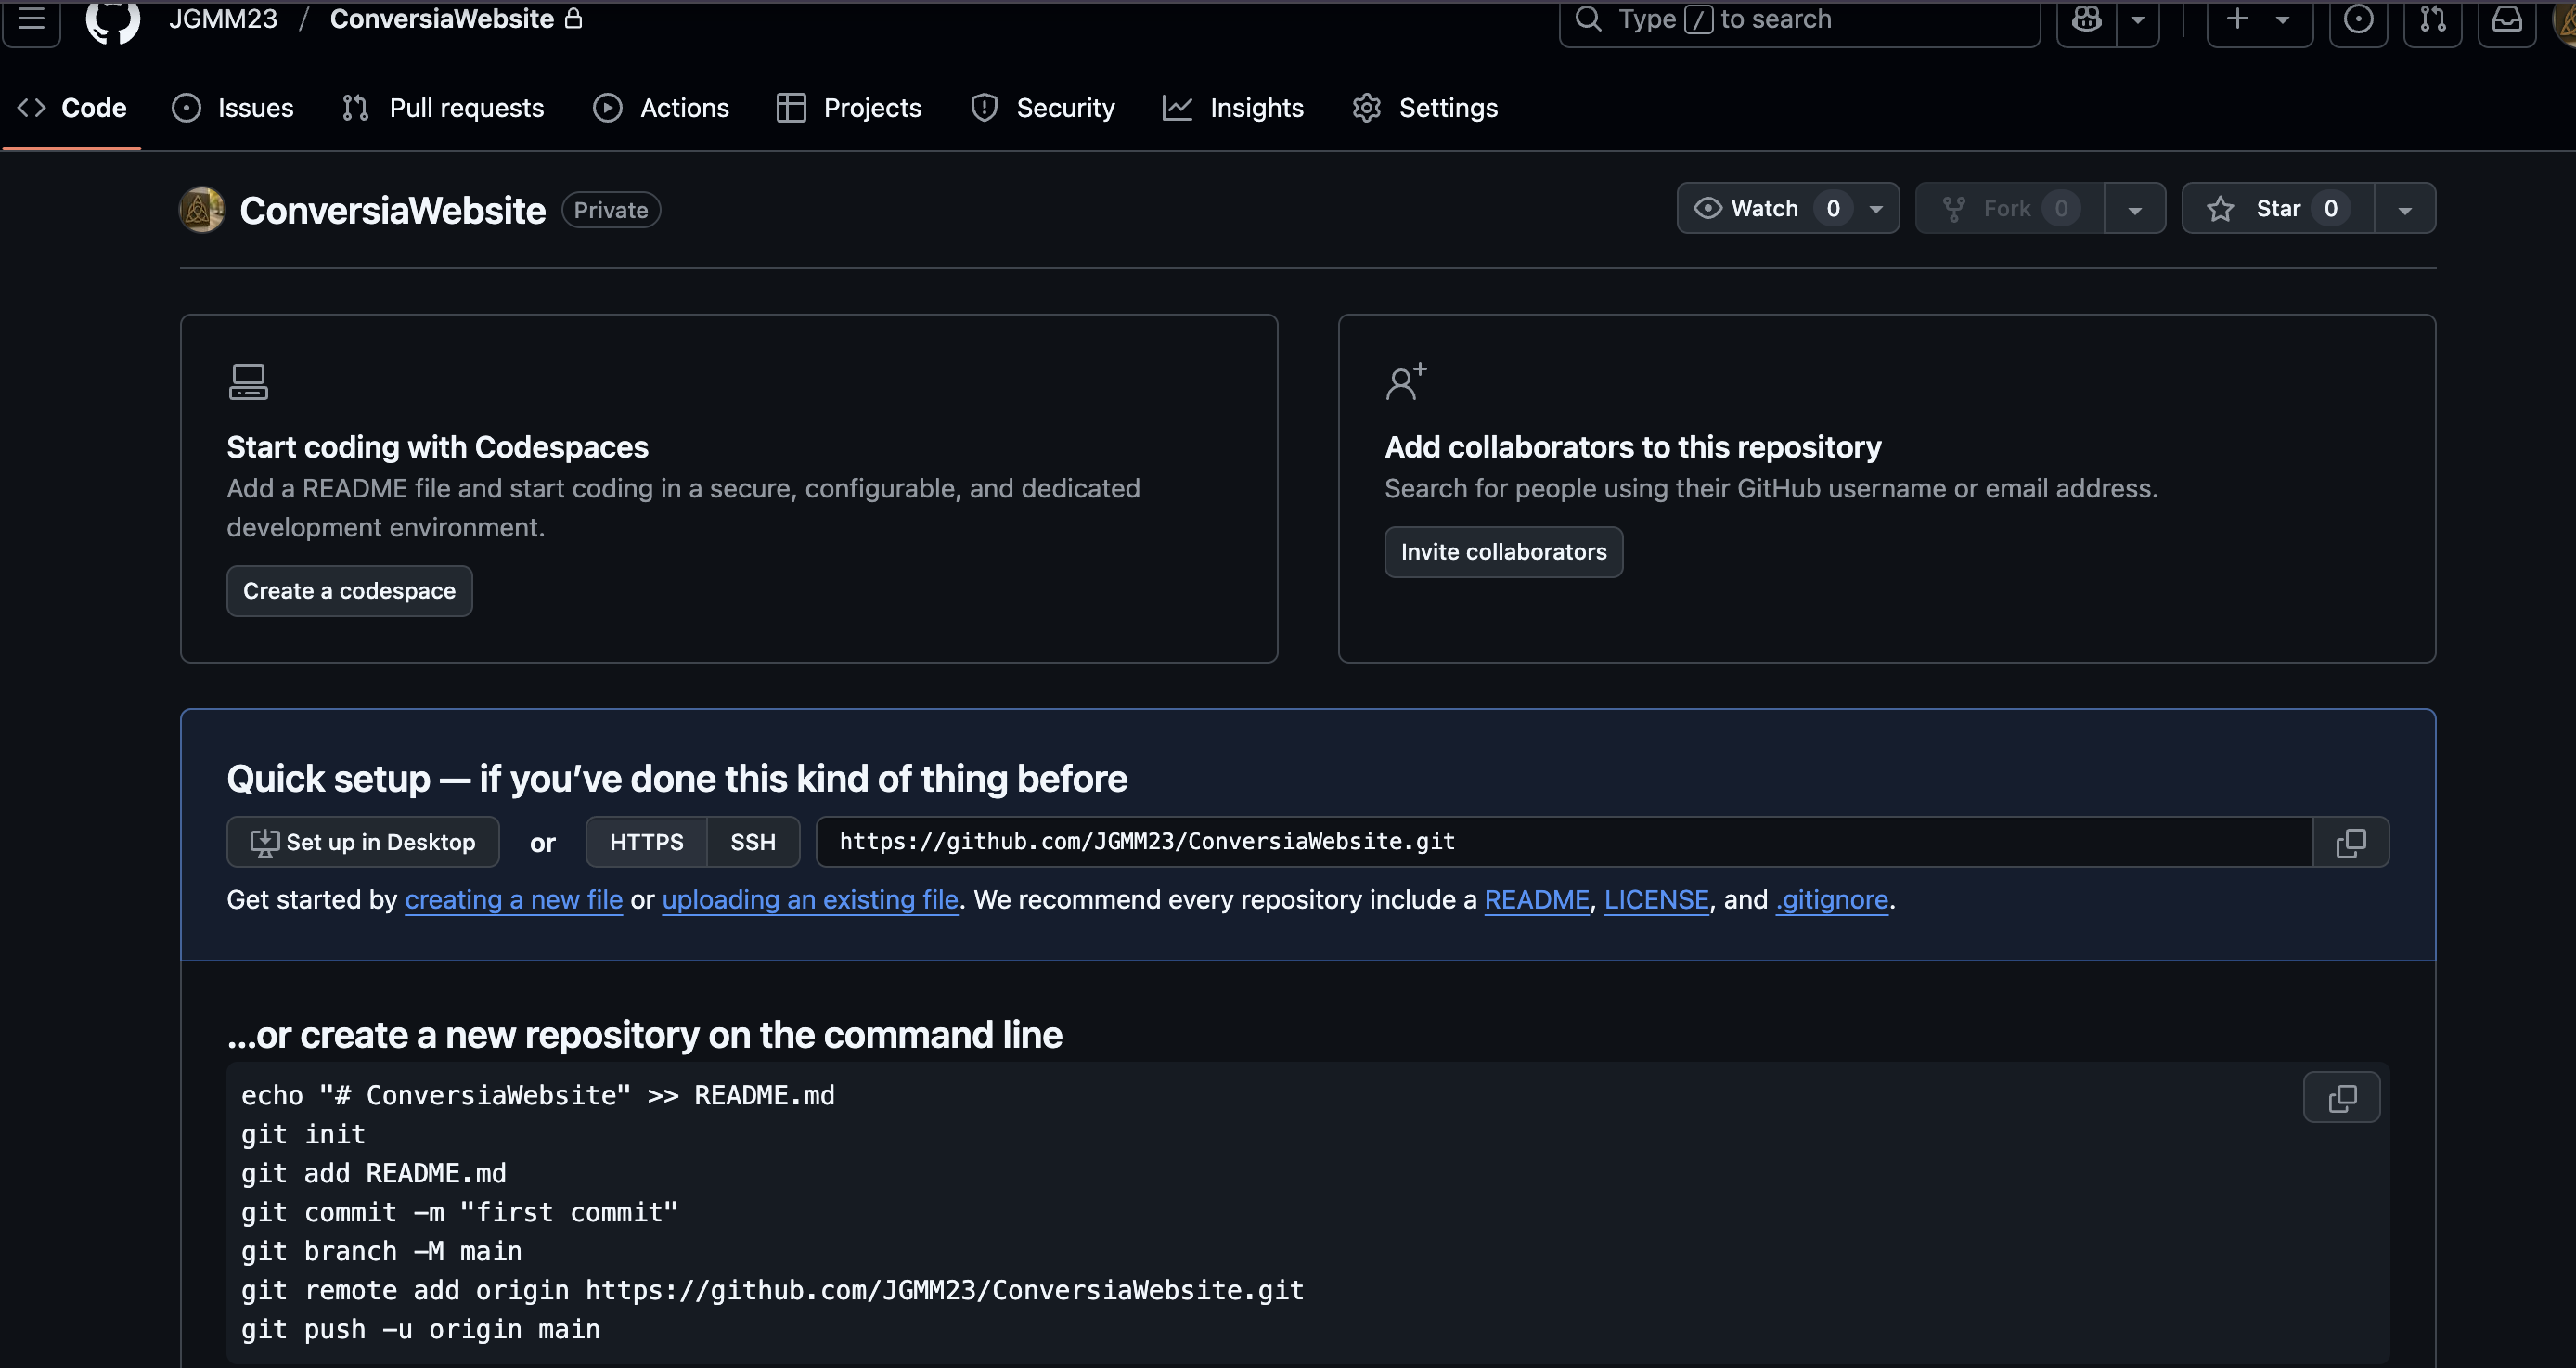 JGMM23 / ConversiaWebsite
Type / to search
Code Issues Pull requests Actions Projects Security Insights Settings
ConversiaWebsite Private
Watch 0 Fork 0 Star 0
Start coding with Codespaces
Add a README file and start coding in a secure, configurable, and dedicated
development environment.
Create a codespace
Add collaborators to this repository
Search for people using their GitHub username or email address.
Invite collaborators
Quick setup — if you’ve done this kind of thing before
Set up in Desktop or HTTPS SSH https://github.com/JGMM23/ConversiaWebsite.git
Get started by creating a new file or uploading an existing file. We recommend every repository include a README, LICENSE, and .gitignore.
…or create a new repository on the command line
echo "# ConversiaWebsite" >> README.md
git init
git add README.md
git commit -m "first commit"
git branch -M main
git remote add origin https://github.com/JGMM23/ConversiaWebsite.git
git push -u origin main